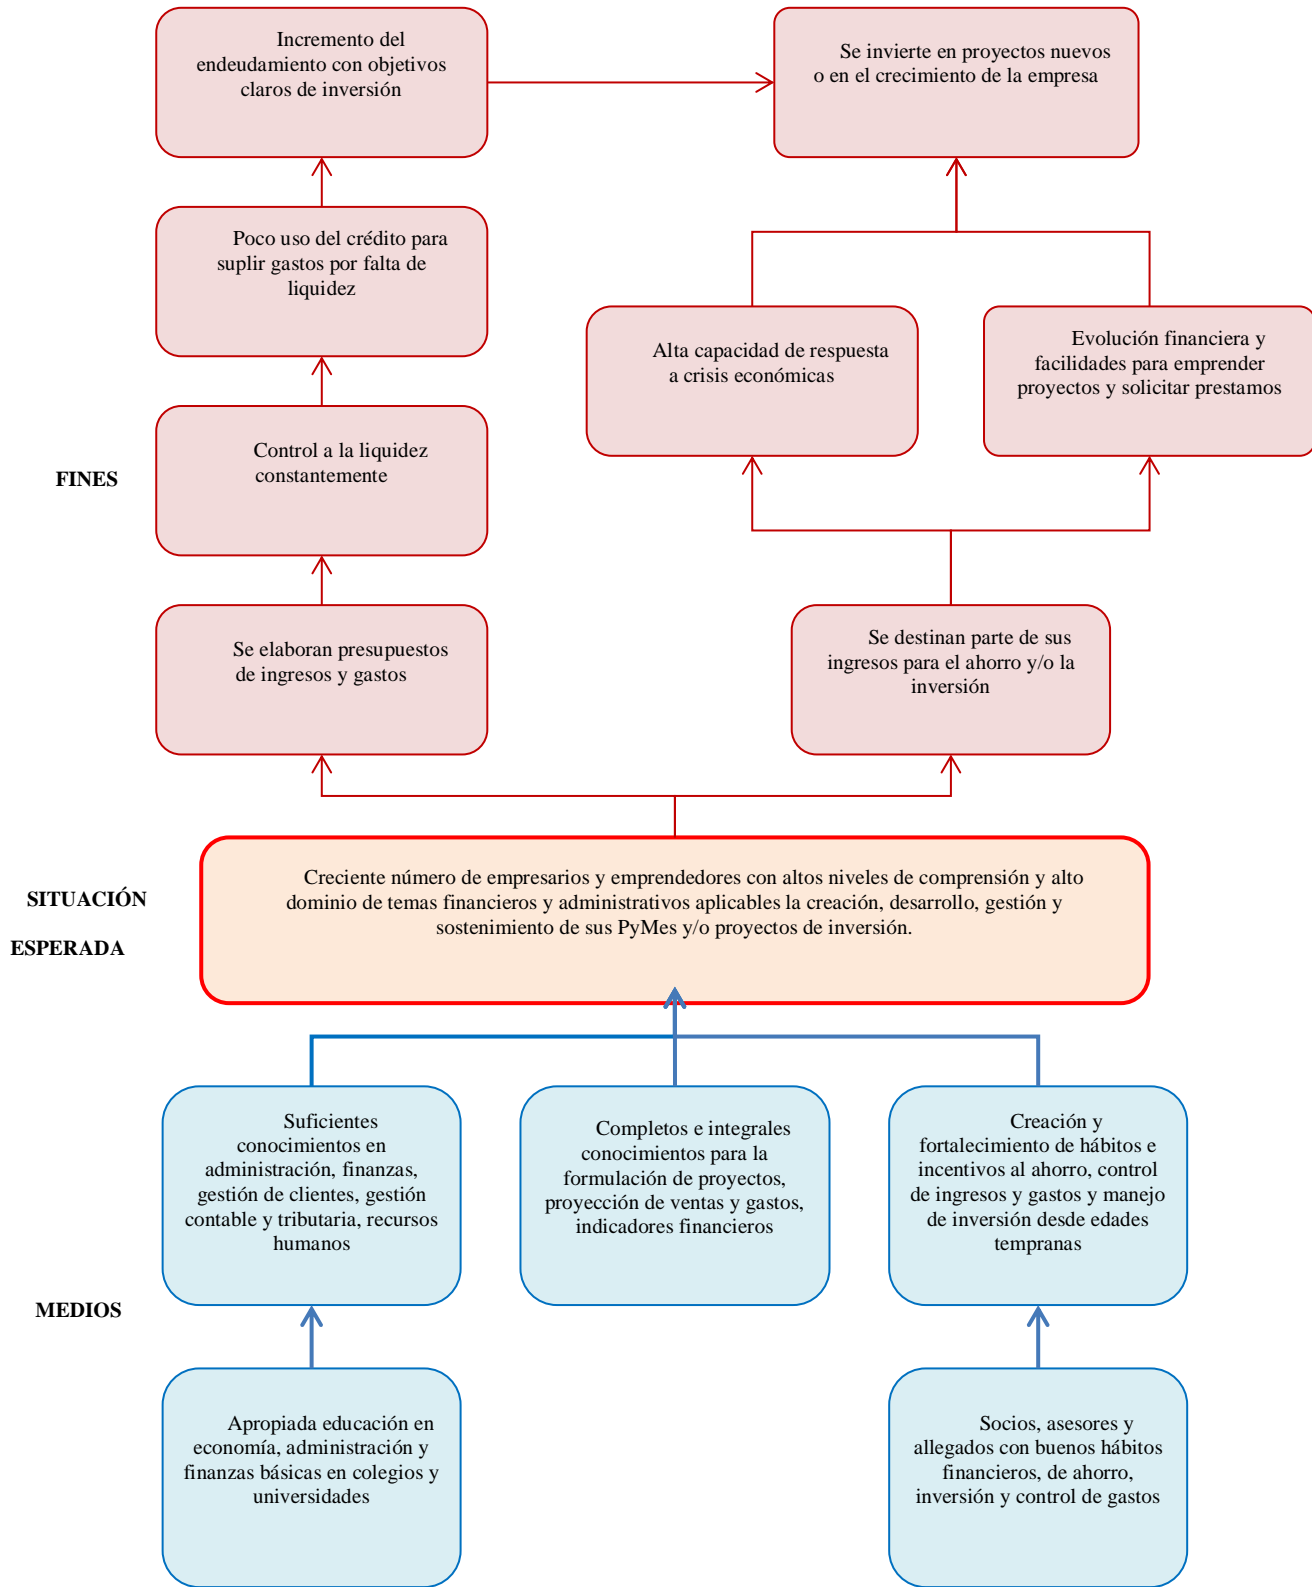 Incremento del
endeudamiento con objetivos
claros de inversión
Se invierte en proyectos nuevos
o en el crecimiento de la
empresa
Poco uso del crédito para
suplir gastos por falta de
liquidez
Alta capacidad de respuesta
a crisis económicas
Evolución financiera y
facilidades para emprender
proyectos y solicitar prestamos
Control a la liquidez
constantemente
FINES
Se elaboran presupuestos
de ingresos y gastos
Se destinan parte de sus
ingresos para el ahorro y/o la
inversión
SITUACIÓN
ESPERADA
Creciente número de empresarios y emprendedores con altos niveles de comprensión y alto
dominio de temas financieros y administrativos aplicables la creación, desarrollo, gestión y
sostenimiento de sus PyMes y/o proyectos de inversión.
Suficientes
conocimientos en
administración, finanzas,
gestión de clientes, gestión
contable y tributaria, recursos
humanos
Completos e integrales
conocimientos para la
formulación de proyectos,
proyección de ventas y gastos,
indicadores financieros
Creación y
fortalecimiento de hábitos e
incentivos al ahorro, control
de ingresos y gastos y manejo
de inversión desde edades
tempranas
MEDIOS
Apropiada educación en
economía, administración y
finanzas básicas en colegios y
universidades
Socios, asesores y
allegados con buenos hábitos
financieros, de ahorro,
inversión y control de gastos